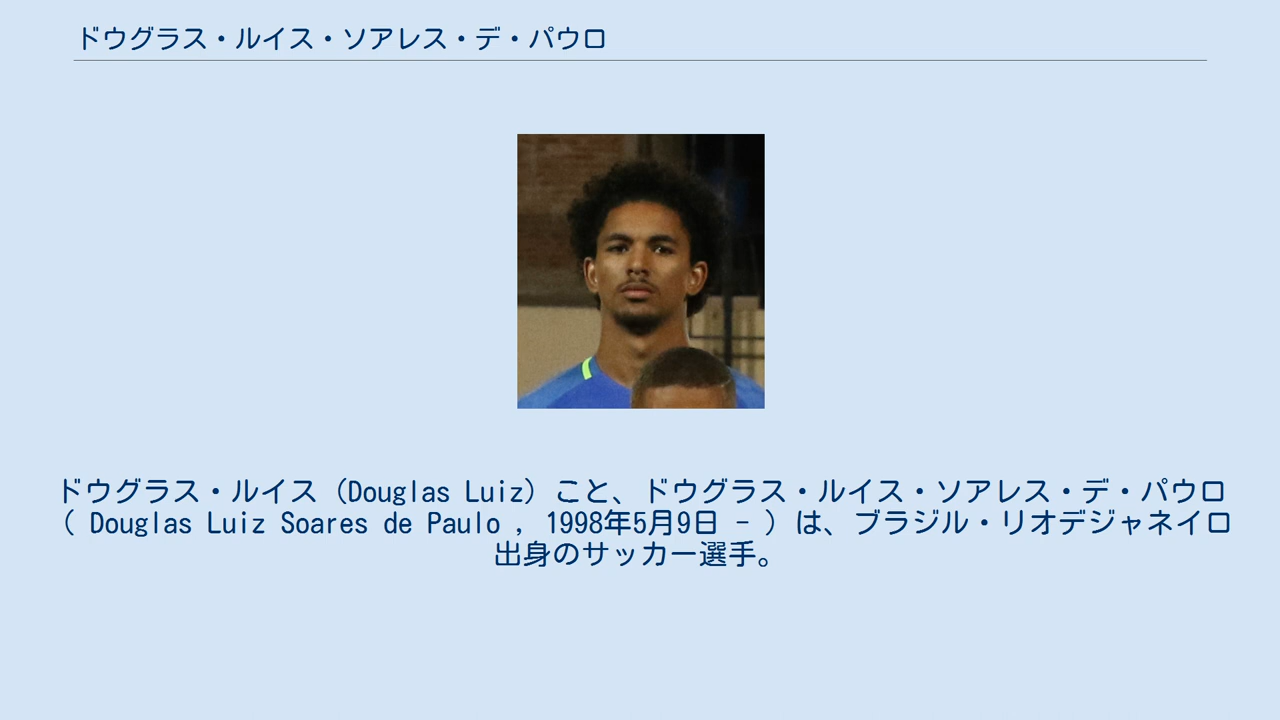 ドウグラス・ルイス・ソアレス・デ・パウロ
ドウグラス・ルイス（Douglas Luiz）こと、ドウグラス・ルイス・ソアレス・デ・パウロ
（ Douglas Luiz Soares de Paulo , 1998年5月9日 - ）は、ブラジル・リオデジャネイロ
出身のサッカー選手。